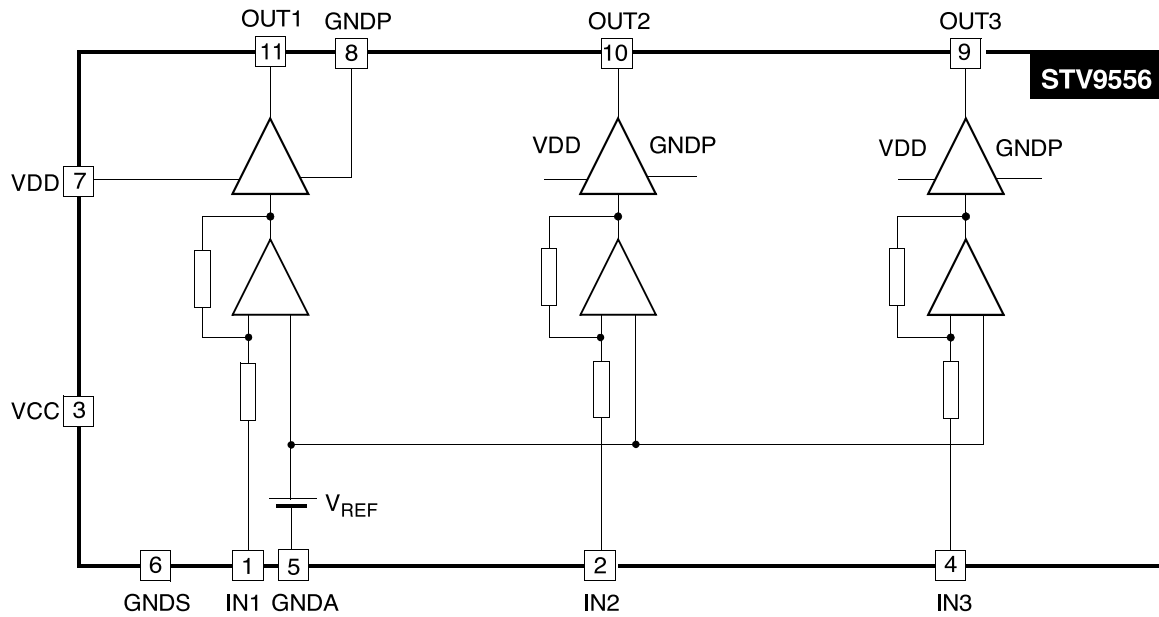 OUT1 GNDP OUT2 OUT3
11 8 10 9
STV9556
VDD GNDP VDD GNDP
VDD 7
VCC 3
VREF
6 1 5 2 4
GNDS IN1 GNDA IN2 IN3